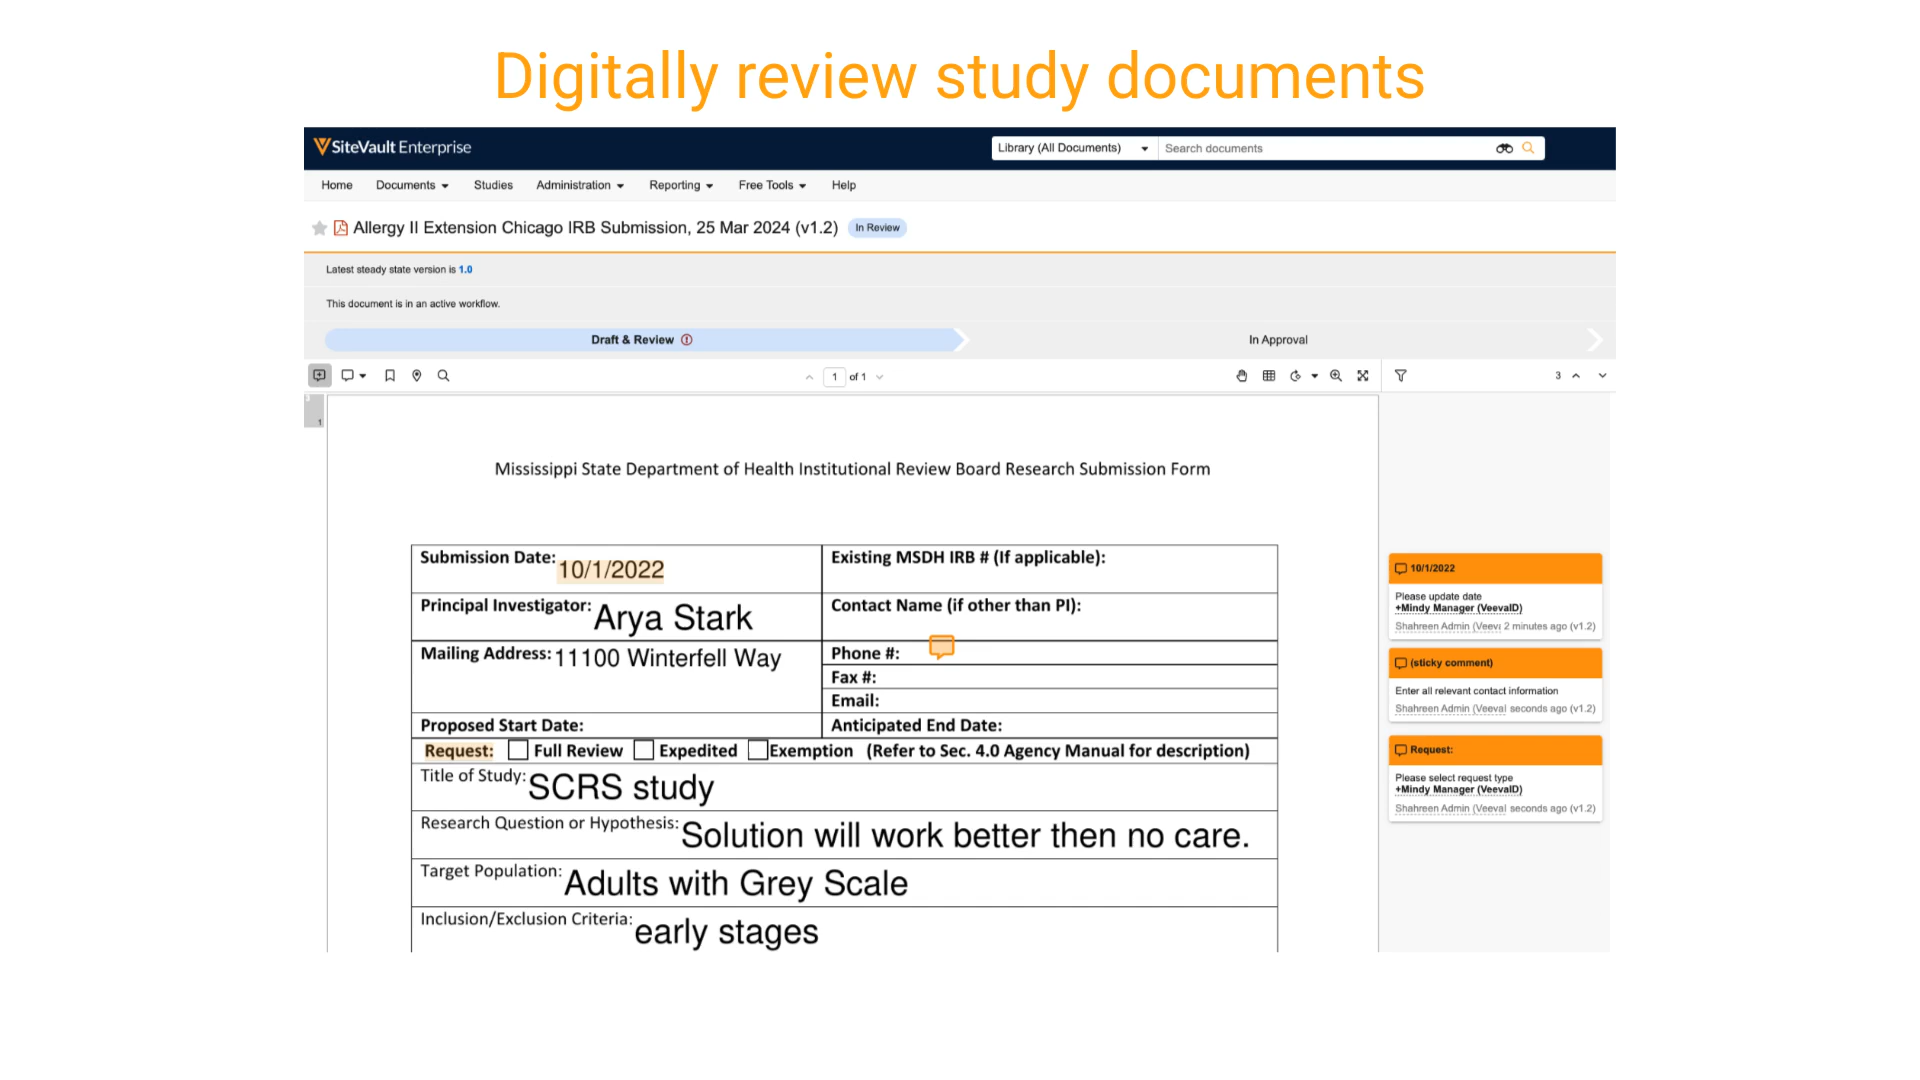 Digitally review study documents
SiteVault Enterprise
Library (All Documents)
Search documents
Home Documents Studies Administration Reporting Free Tools Help
Allergy II Extension Chicago IRB Submission, 25 Mar 2024 (v1.2) In Review
Latest steady state version is 1.0
This document is in an active workflow.
Draft & Review In Approval
1 of 1 3
1
Mississippi State Department of Health Institutional Review Board Research Submission Form
Submission Date: 10/1/2022 Existing MSDH IRB # (If applicable):
Principal Investigator: Arya Stark Contact Name (if other than PI):
Mailing Address: 11100 Winterfell Way Phone #:
Fax #:
Email:
Proposed Start Date: Anticipated End Date:
Request: Full Review Expedited Exemption (Refer to Sec. 4.0 Agency Manual for description)
Title of Study: SCRS study
Research Question or Hypothesis: Solution will work better then no care.
Target Population: Adults with Grey Scale
Inclusion/Exclusion Criteria: early stages
10/1/2022
Please update date
+Mindy Manager (VeevaID)
Shahreen Admin (Veev 2 minutes ago (v1.2)
(sticky comment)
Enter all relevant contact information
Shahreen Admin (Veeval seconds ago (v1.2)
Request:
Please select request type
+Mindy Manager (VeevaID)
Shahreen Admin (Veeval seconds ago (v1.2)